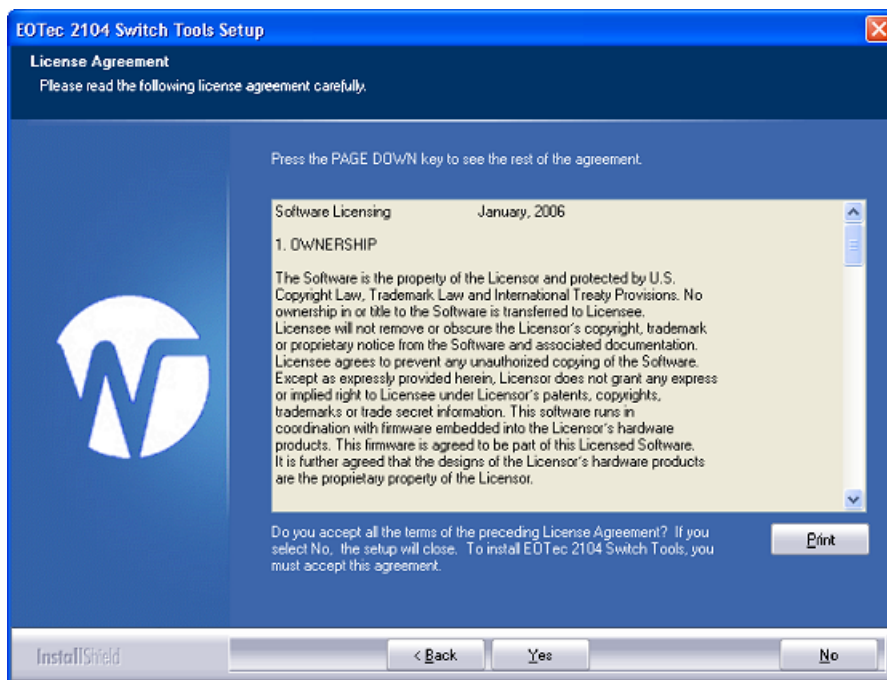 EOTec 2104 Switch Tools Setup
License Agreement
Please read the following license agreement carefully.
Press the PAGE DOWN key to see the rest of the agreement.
Software Licensing January, 2006
1. OWNERSHIP
The Software is the property of the Licensor and protected by U.S.
Copyright Law, Trademark Law and International Treaty Provisions. No
ownership in or title to the Software is transferred to Licensee.
Licensee will not remove or obscure the Licensor's copyright, trademark
or proprietary notice from the Software and associated documentation.
Licensee agrees to prevent any unauthorized copying of the Software.
Except as expressly provided herein, Licensor does not grant any express
or implied right to Licensee under Licensor's patents, copyrights,
trademarks or trade secret information. This software runs in
coordination with firmware embedded into the Licensor's hardware
products. This firmware is agreed to be part of this Licensed Software.
It is further agreed that the designs of the Licensor's hardware products
are the proprietary property of the Licensor.
Do you accept all the terms of the preceding License Agreement? If you
select No, the setup will close. To install EOTec 2104 Switch Tools, you
must accept this agreement.
Print
InstallShield
< Back
Yes
No